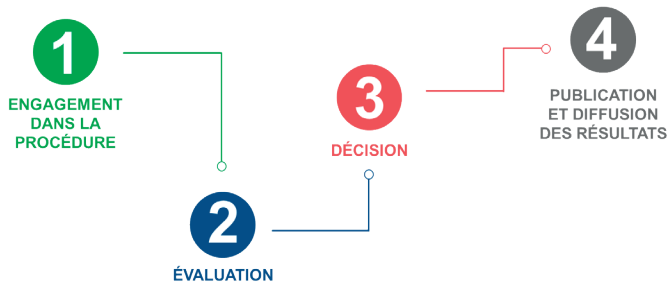 1
ENGAGEMENT
DANS LA
PROCÉDURE
2
ÉVALUATION
3
DÉCISION
4
PUBLICATION
ET DIFFUSION
DES RÉSULTATS